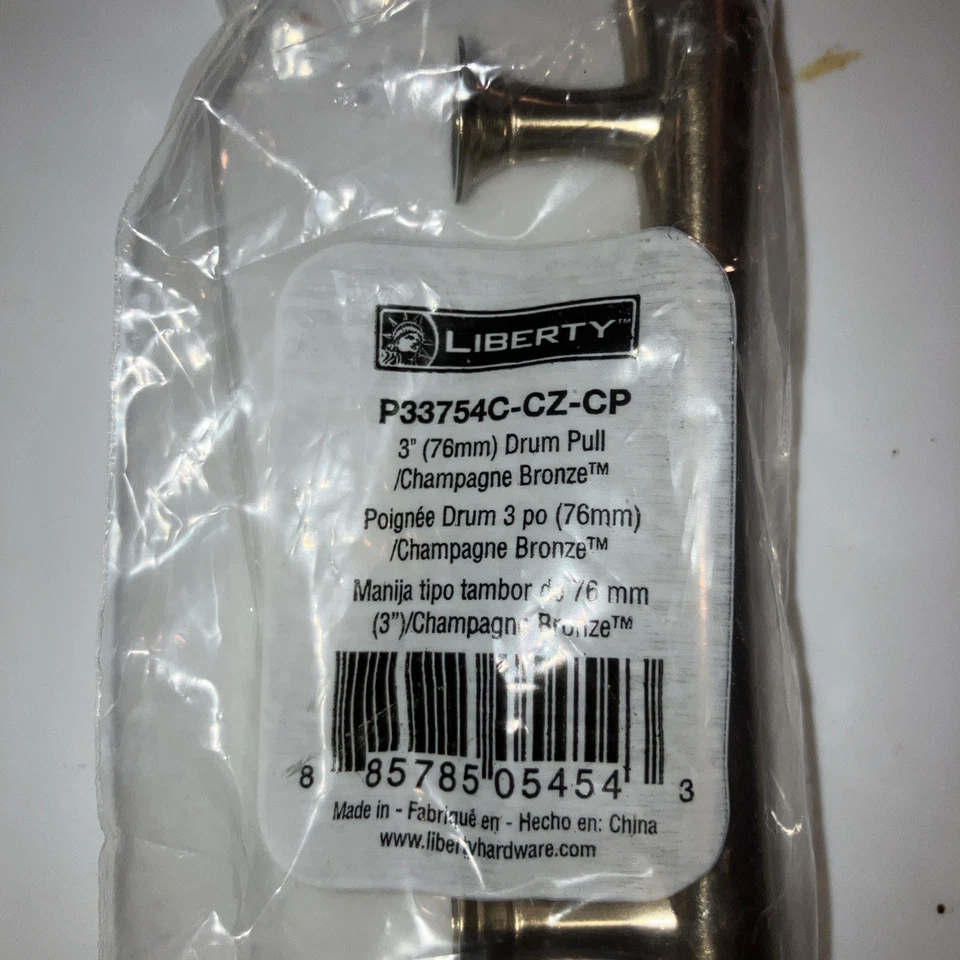 LIBERTY™
P33754C-CZ-CP
3" (76mm) Drum Pull
/Champagne Bronze™
Poignée Drum 3 po (76mm)
/Champagne Bronze™
Manija tipo tambor de 76 mm
(3")/Champagne Bronze™
8 85785 05454 3
Made in - Fabriqué en - Hecho en: China
www.libertyhardware.com